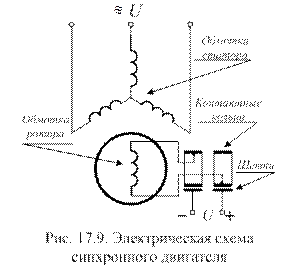 ≈ U
Обмотка
статора
Контактные
кольца
Обмотка
ротора
Щетки
− U +
Рис. 17.9. Электрическая схема
синхронного двигателя